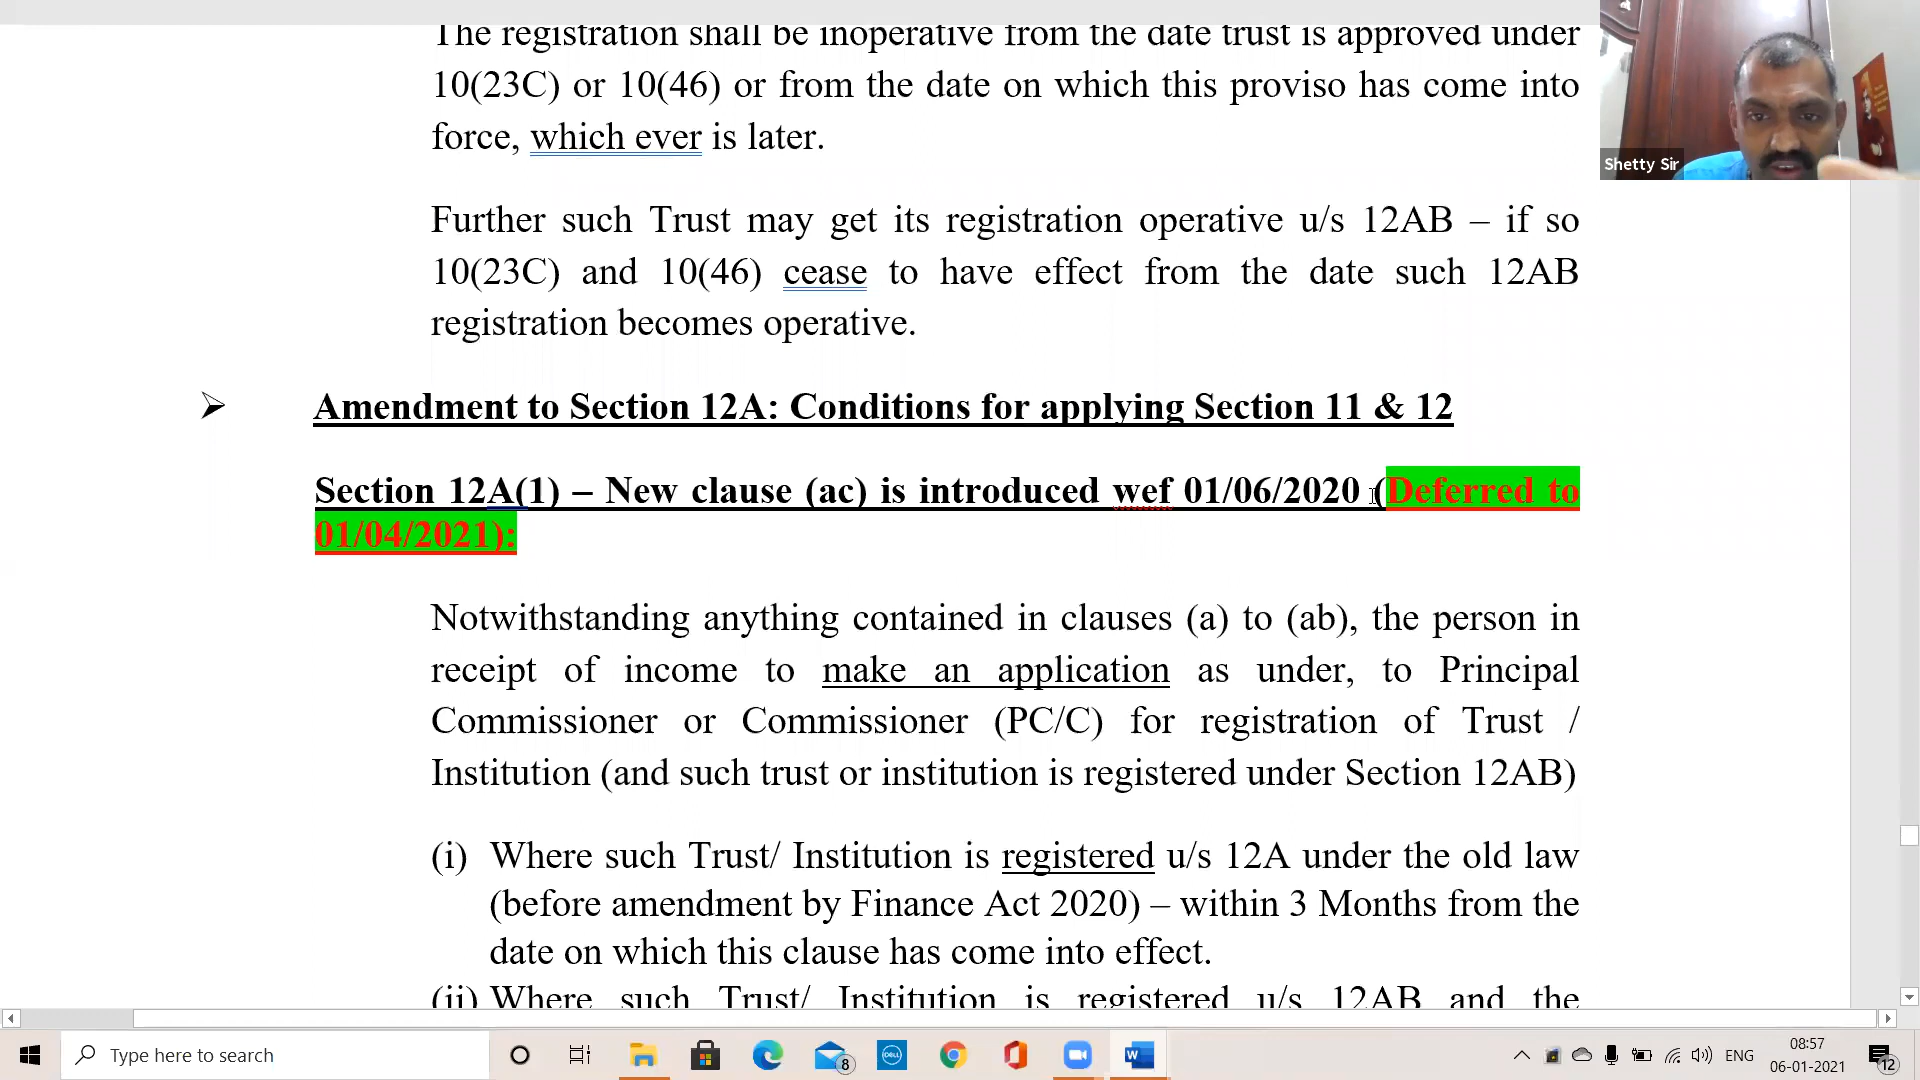 The registration shall be inoperative from the date trust is approved under
10(23C) or 10(46) or from the date on which this proviso has come into
force, which ever is later.
Shetty Sir
Further such Trust may get its registration operative u/s 12AB – if so
10(23C) and 10(46) cease to have effect from the date such 12AB
registration becomes operative.
➢ Amendment to Section 12A: Conditions for applying Section 11 & 12
Section 12A(1) – New clause (ac) is introduced wef 01/06/2020 (Deferred to
01/04/2021):
Notwithstanding anything contained in clauses (a) to (ab), the person in
receipt of income to make an application as under, to Principal
Commissioner or Commissioner (PC/C) for registration of Trust /
Institution (and such trust or institution is registered under Section 12AB)
(i) Where such Trust/ Institution is registered u/s 12A under the old law
(before amendment by Finance Act 2020) – within 3 Months from the
date on which this clause has come into effect.
(ii) Where such Trust/ Institution is registered u/s 12AB and the
Type here to search
8
DELL
W
ENG
08:57
06-01-2021
12